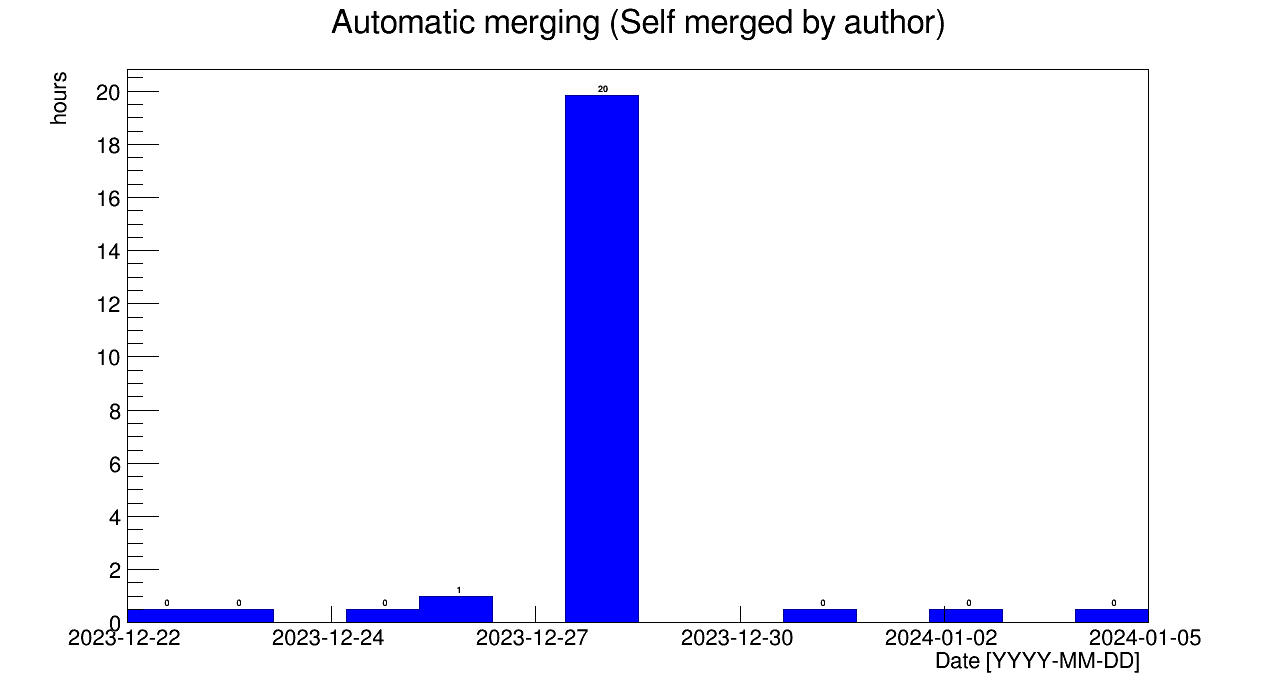 Automatic merging (Self merged by author)
hours
20
18
16
14
12
10
8
6
4
2
0
0 0 0 1 20 0 0 0
2023-12-22 2023-12-24 2023-12-27 2023-12-30 2024-01-02 2024-01-05
Date [YYYY-MM-DD]